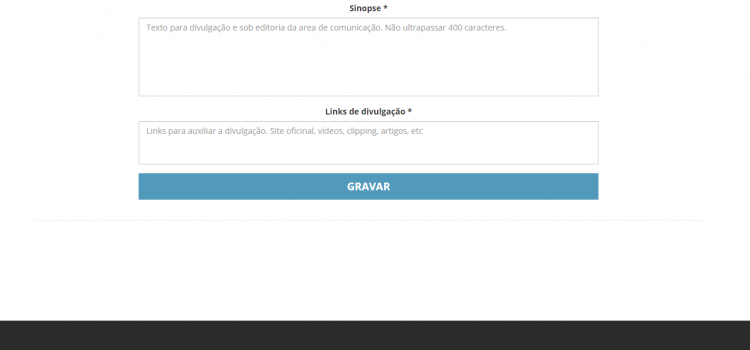 Sinopse *
Texto para divulgação e sob editoria da area de comunicação. Não ultrapassar 400 caracteres.
Links de divulgação *
Links para auxiliar a divulgação. Site oficinal, vídeos, clipping, artigos, etc
GRAVAR